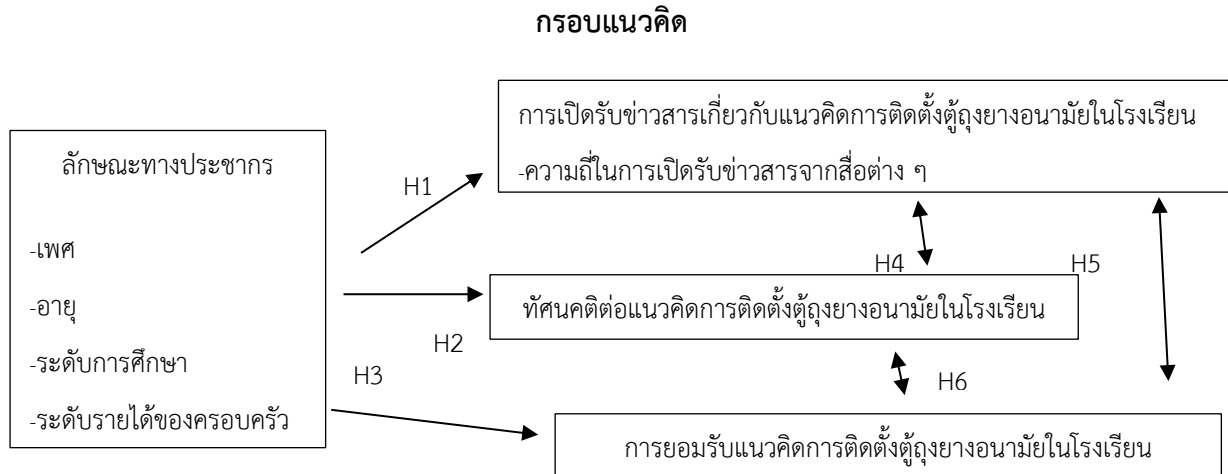 กรอบแนวคิด
การเปิดรับข่าวสารเกี่ยวกับแนวคิดการติดตั้งตู้ถุงยางอนามัยในโรงเรียน
-ความถี่ในการเปิดรับข่าวสารจากสื่อต่าง ๆ
ลักษณะทางประชากร
-เพศ
-อายุ
-ระดับการศึกษา
-ระดับรายได้ของครอบครัว
H1
H4
H5
ทัศนคติต่อแนวคิดการติดตั้งตู้ถุงยางอนามัยในโรงเรียน
H2
H3
H6
การยอมรับแนวคิดการติดตั้งตู้ถุงยางอนามัยในโรงเรียน